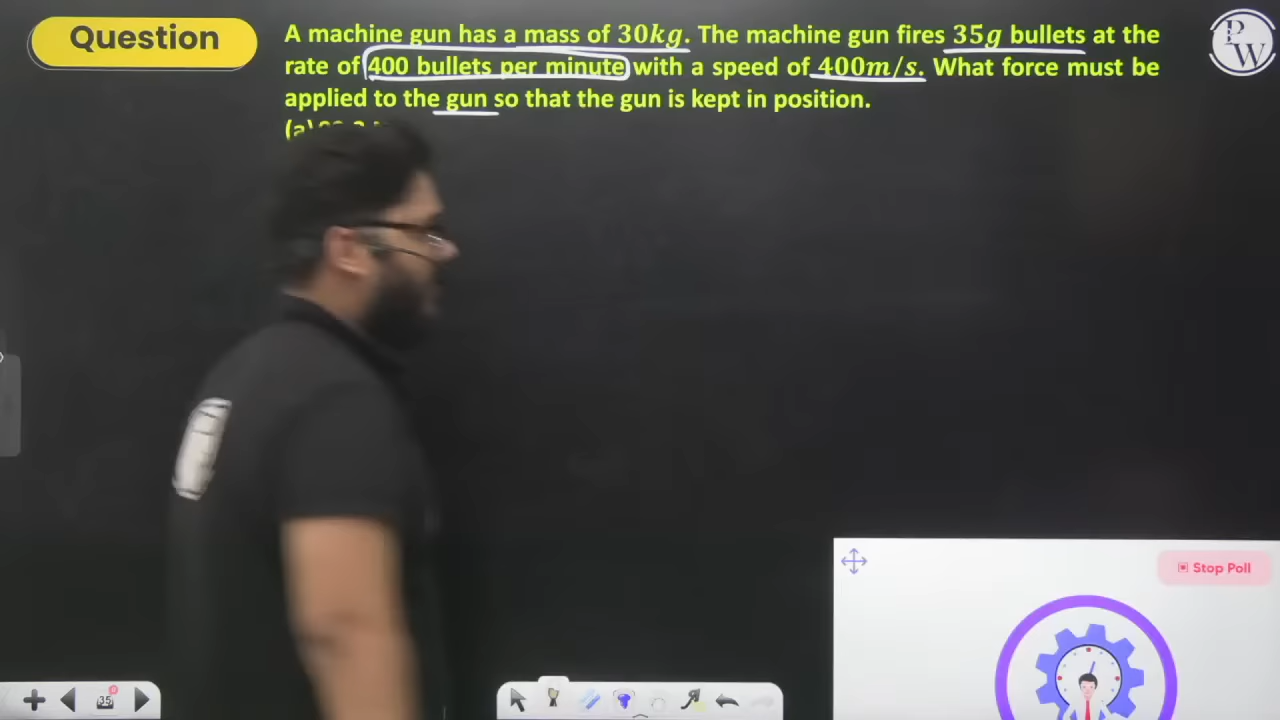 Question
A machine gun has a mass of 30kg. The machine gun fires 35g bullets at the
rate of 400 bullets per minute with a speed of 400m/s. What force must be
applied to the gun so that the gun is kept in position.
(a)
PW
Stop Poll
35